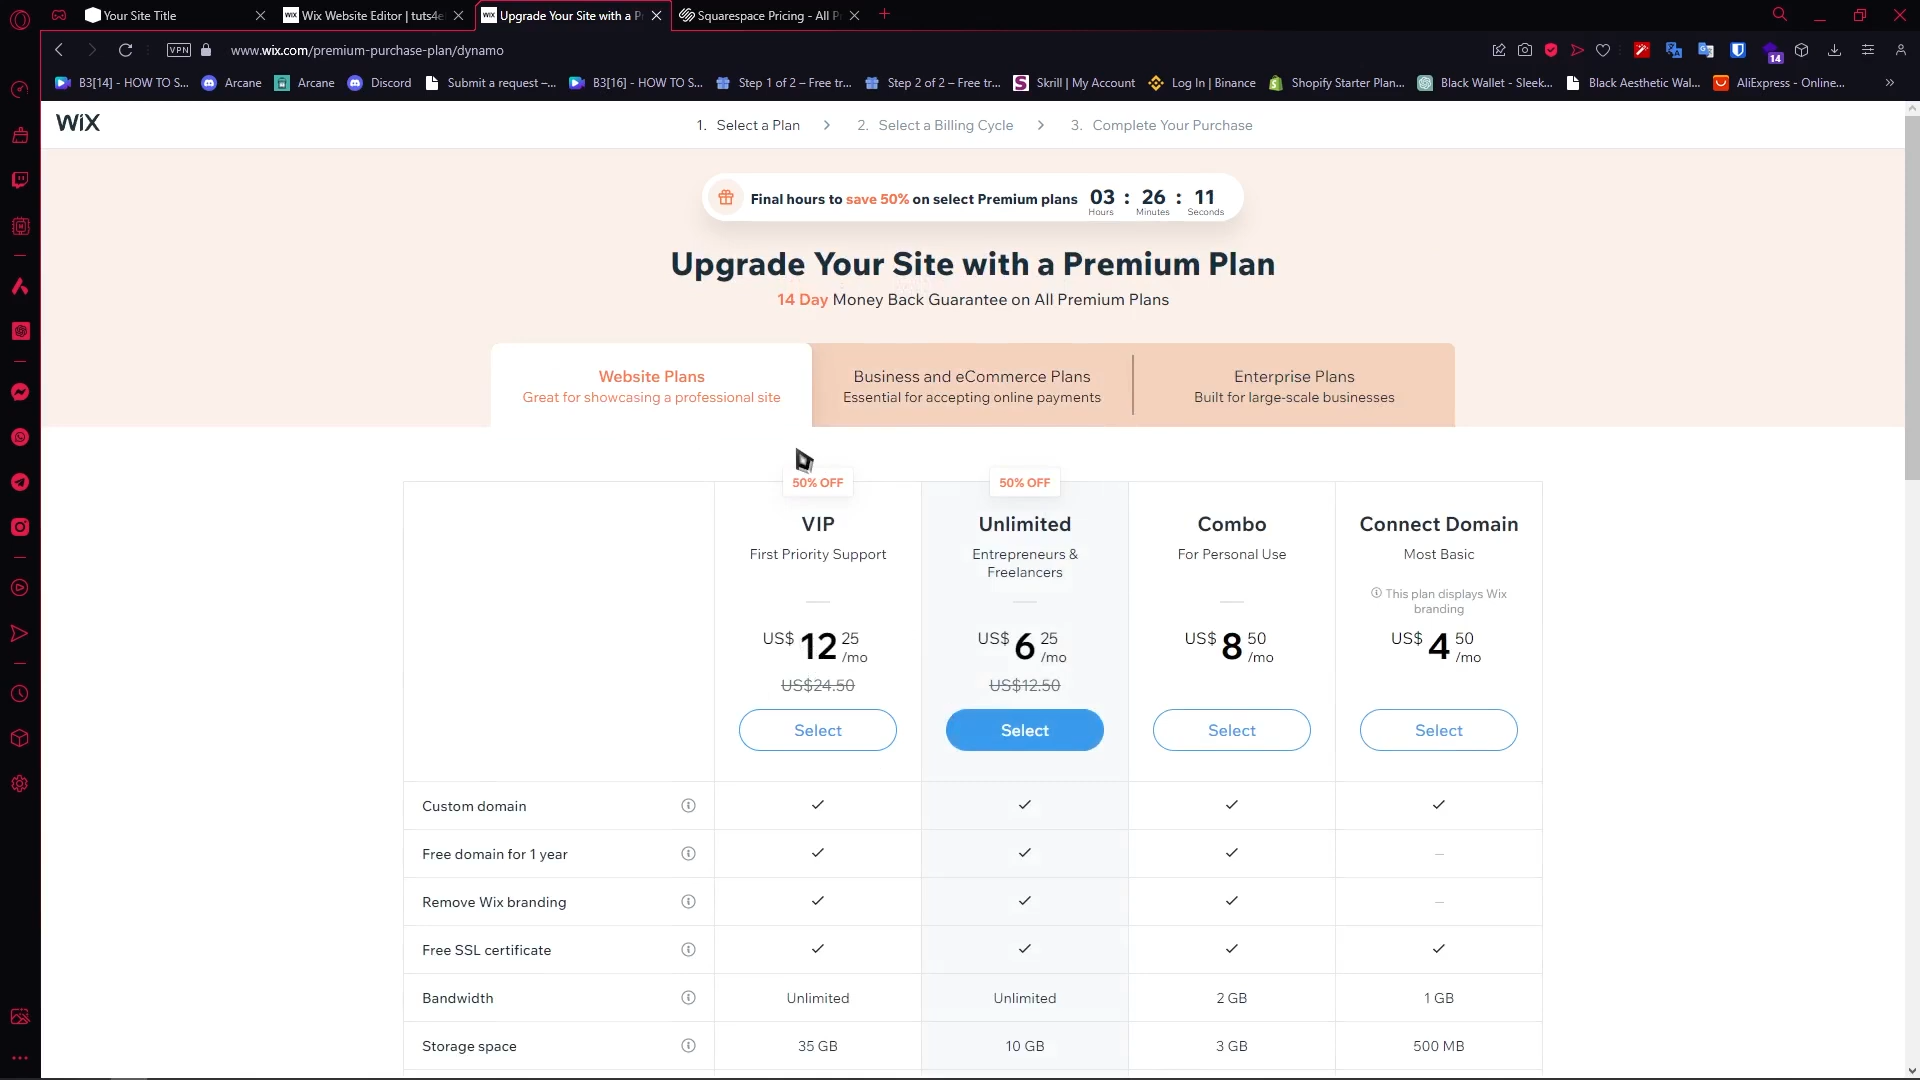 Your Site Title
WIX Wix Website Editor | tuts4e
WIX Upgrade Your Site with a P
Squarespace Pricing - All P
VPN
www.wix.com/premium-purchase-plan/dynamo
14
B3[14] - HOW TO S...
Arcane
Arcane
Discord
Submit a request –...
B3[16] - HOW TO S...
Step 1 of 2 – Free tr...
Step 2 of 2 – Free tr...
Skrill | My Account
Log In | Binance
Shopify Starter Plan...
Black Wallet - Sleek...
Black Aesthetic Wal...
AliExpress - Online...
WiX
1. Select a Plan
2. Select a Billing Cycle
3. Complete Your Purchase
Final hours to save 50% on select Premium plans
03 : 26 : 11
Hours Minutes Seconds
Upgrade Your Site with a Premium Plan
14 Day Money Back Guarantee on All Premium Plans
Website Plans
Great for showcasing a professional site
Business and eCommerce Plans
Essential for accepting online payments
Enterprise Plans
Built for large-scale businesses
50% OFF
VIP
First Priority Support
US$ 12 25 /mo
US$24.50
Select
50% OFF
Unlimited
Entrepreneurs &
Freelancers
US$ 6 25 /mo
US$12.50
Select
Combo
For Personal Use
US$ 8 50 /mo
Select
Connect Domain
Most Basic
This plan displays Wix
branding
US$ 4 50 /mo
Select
Custom domain
Free domain for 1 year
Remove Wix branding
Free SSL certificate
Bandwidth Unlimited Unlimited 2 GB 1 GB
Storage space 35 GB 10 GB 3 GB 500 MB